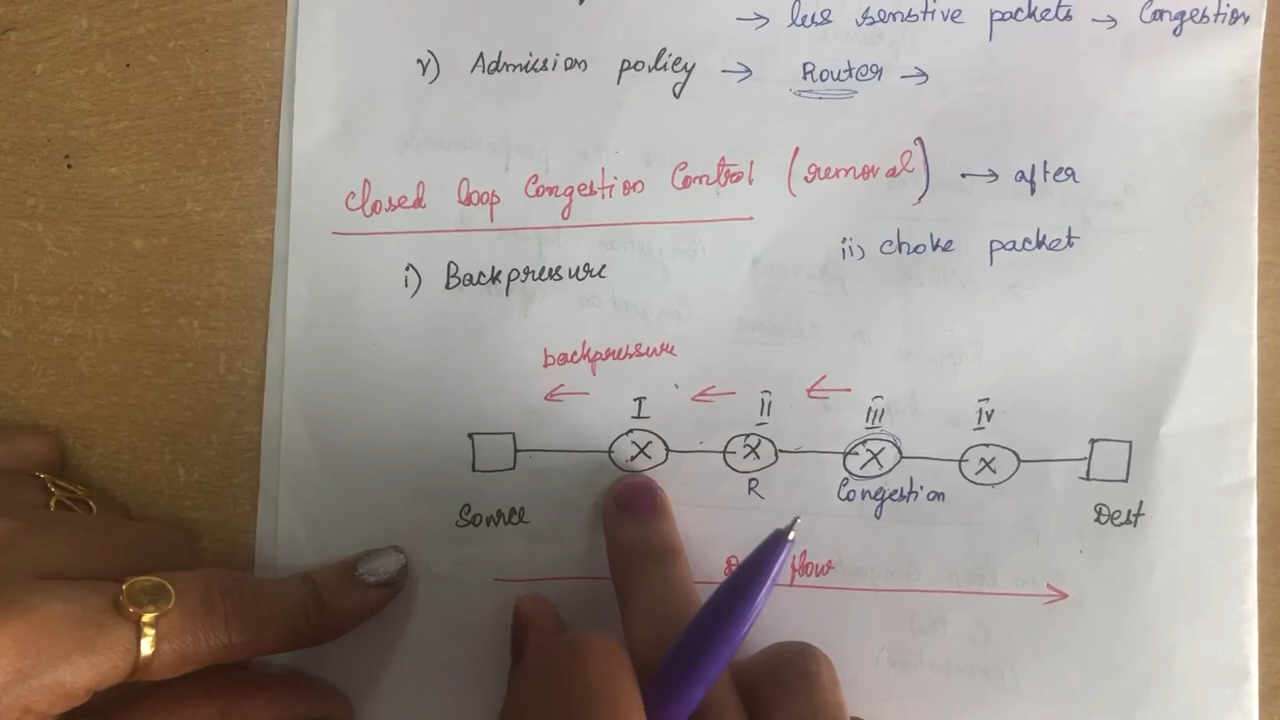 → less senstive packets → Congestion
v) Admission policy → Router →
Closed loop Congestion Control (removal) → after
i) Backpressure
ii) choke packet
backpressure
← ← ←
I II III IV
X X X X
R Congestion
Source Dest
flow